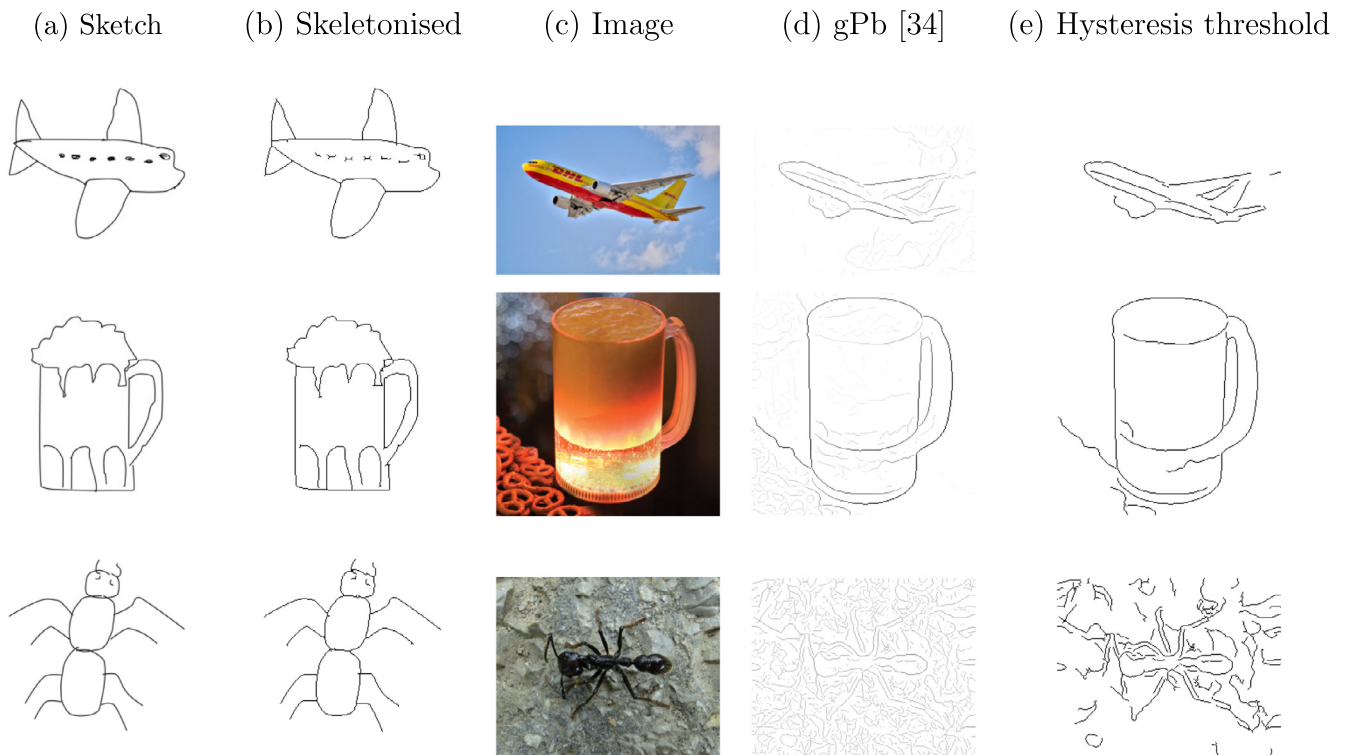 (a) Sketch
(b) Skeletonised
(c) Image
(d) gPb [34]
(e) Hysteresis threshold
DHL